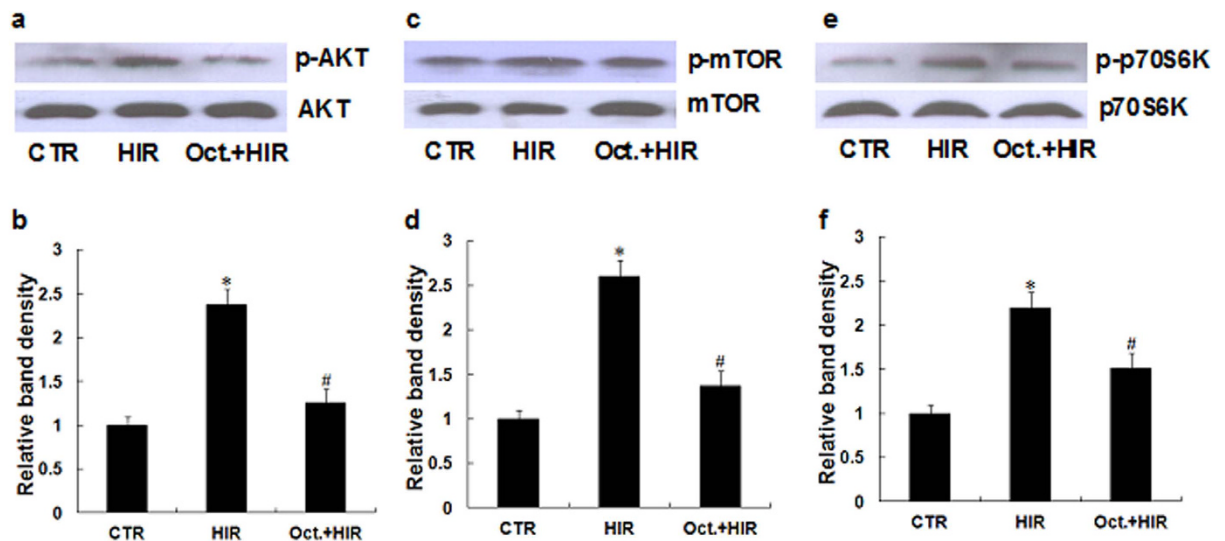 a
p-AKT
AKT
CTR HIR Oct.+HIR
c
p-mTOR
mTOR
CTR HIR Oct.+HIR
e
p-p70S6K
p70S6K
CTR HIR Oct.+HIR
b
Relative band density
3
2.5
2
1.5
1
0.5
0
*
#
CTR HIR Oct.+HIR
d
Relative band density
3
2.5
2
1.5
1
0.5
0
*
#
CTR HIR Oct.+HIR
f
Relative band density
3
2.5
2
1.5
1
0.5
0
*
#
CTR HIR Oct.+HIR